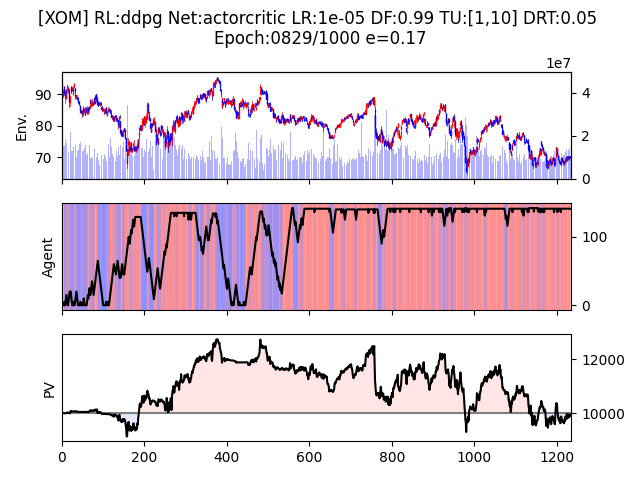 [XOM] RL:ddpg Net:actorcritic LR:1e-05 DF:0.99 TU:[1,10] DRT:0.05
Epoch:0829/1000 e=0.17
1e7
90
80
70
Env.
4
2
0
Agent
100
0
PV
12000
10000
0
200
400
600
800
1000
1200